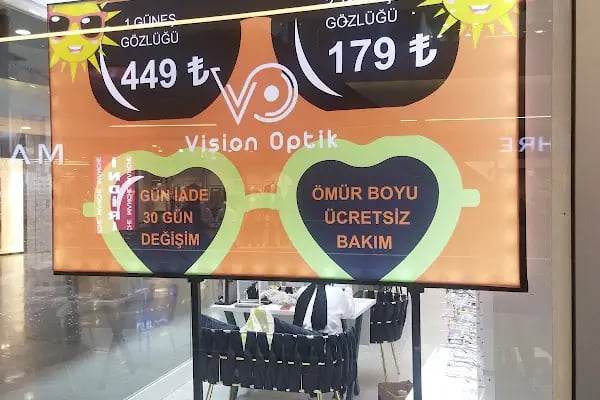 1 GÜNEŞ
GÖZLÜĞÜ
449 ₺
GÖZLÜĞÜ
179 ₺
Vision Optik
GÜN İADE
30 GÜN
DEĞİŞİM
ÖMÜR BOYU
ÜCRETSİZ
BAKIM